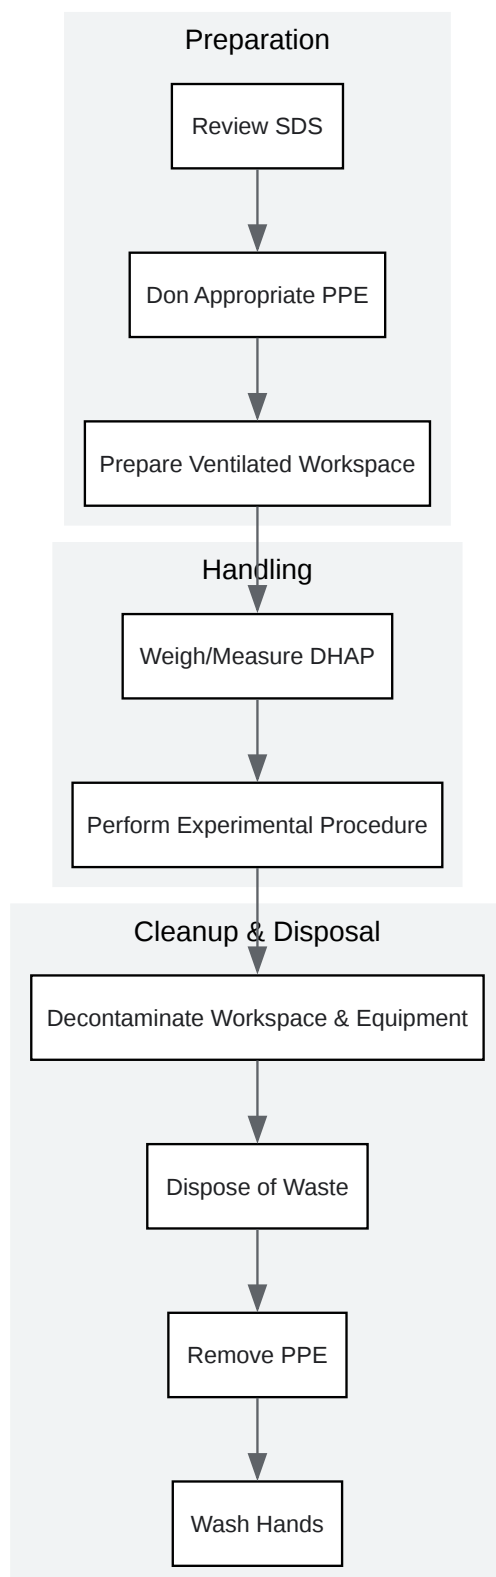 Preparation
Review SDS
Don Appropriate PPE
Prepare Ventilated Workspace
Handling
Weigh/Measure DHAP
Perform Experimental Procedure
Cleanup & Disposal
Decontaminate Workspace & Equipment
Dispose of Waste
Remove PPE
Wash Hands